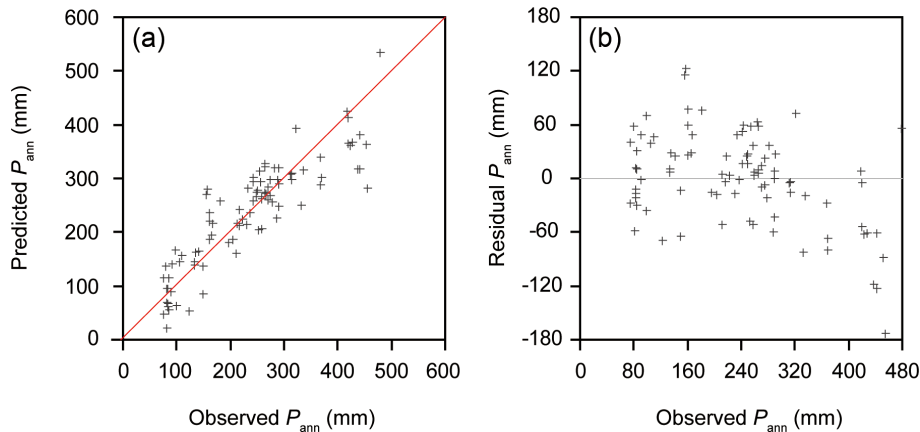 (a)
Predicted Pann (mm)
600
500
400
300
200
100
0
0 100 200 300 400 500 600
Observed Pann (mm)
(b)
Residual Pann (mm)
180
120
60
0
-60
-120
-180
0 80 160 240 320 400 480
Observed Pann (mm)